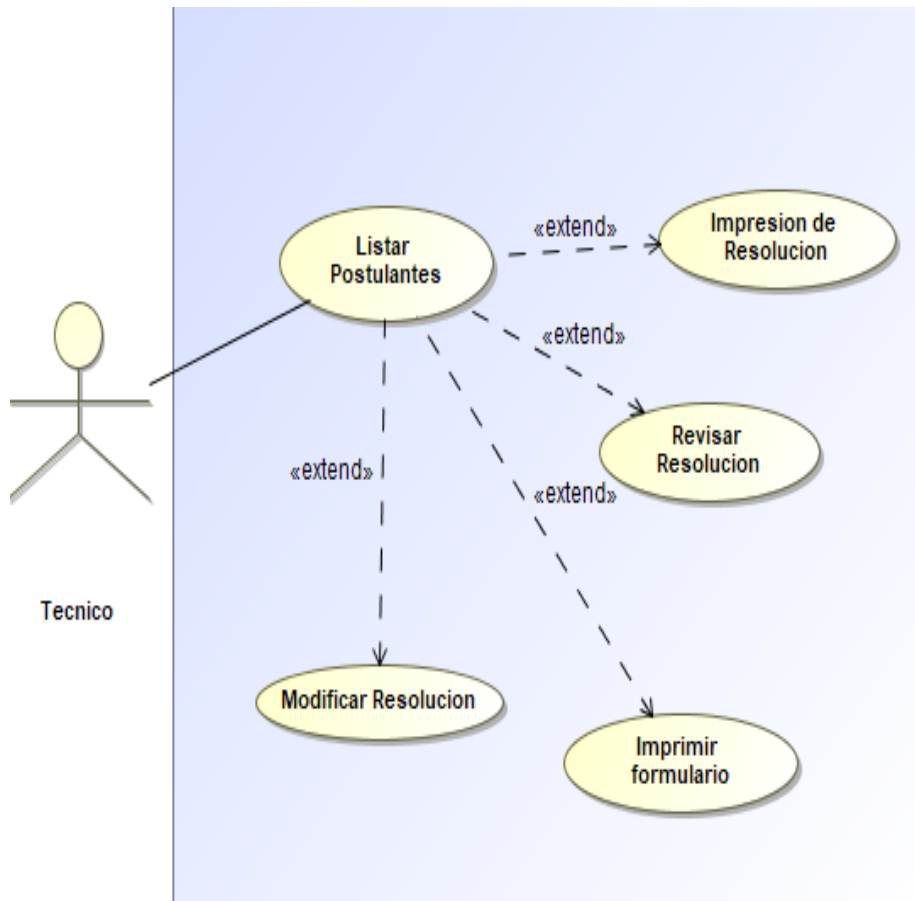 Impresion de
Resolucion
«extend»
Listar
Postulantes
«extend»
Revisar
Resolucion
«extend»
«extend»
Tecnico
Modificar Resolucion
Imprimir
formulario